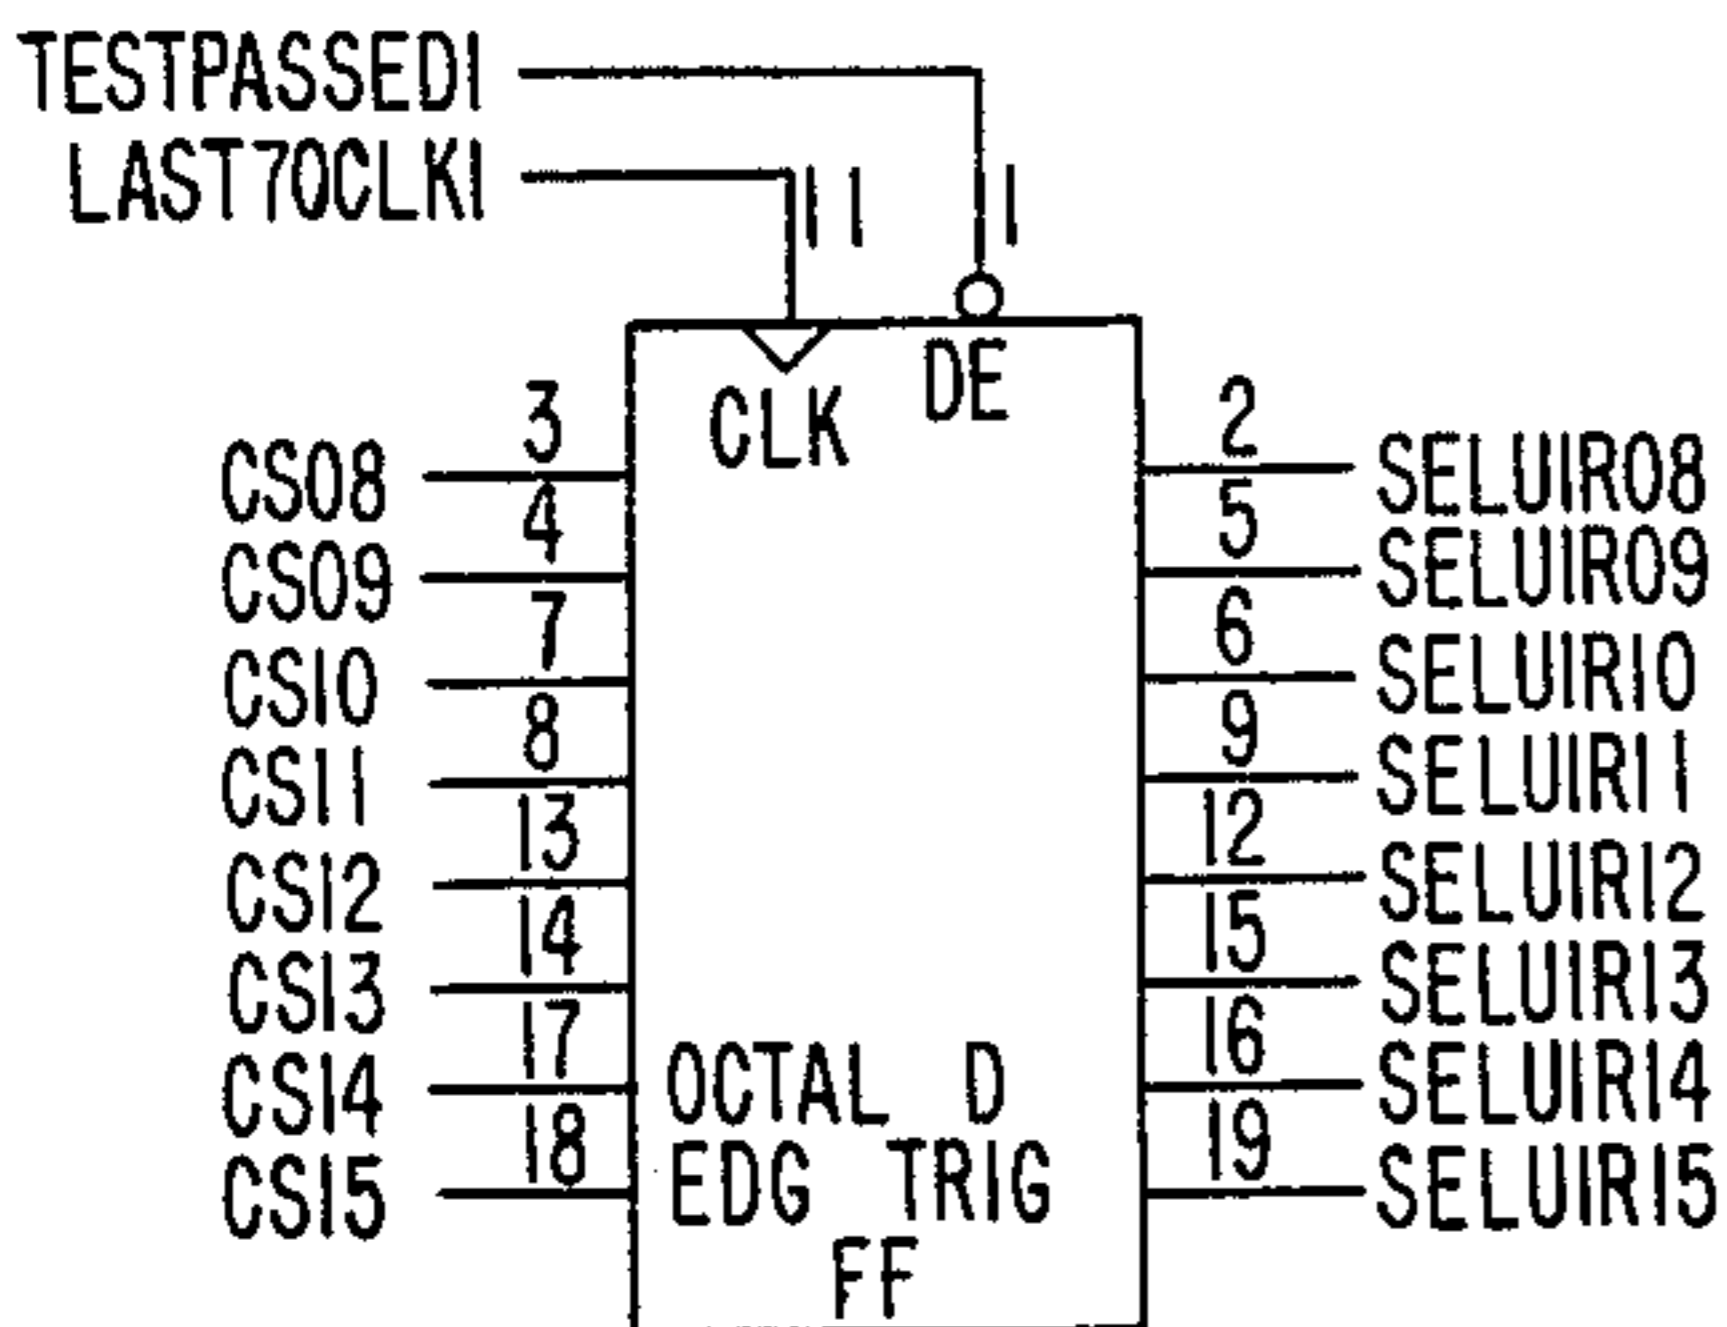 TESTPASSED1
LAST70CLK1
11
1
CLK
DE
CS08
3
2
SELUIR08
CS09
4
5
SELUIR09
CS10
7
6
SELUIR10
CS11
8
9
SELUIR11
CS12
13
12
SELUIR12
CS13
14
15
SELUIR13
CS14
17
16
SELUIR14
CS15
18
19
SELUIR15
OCTAL D
EDG TRIG
FF